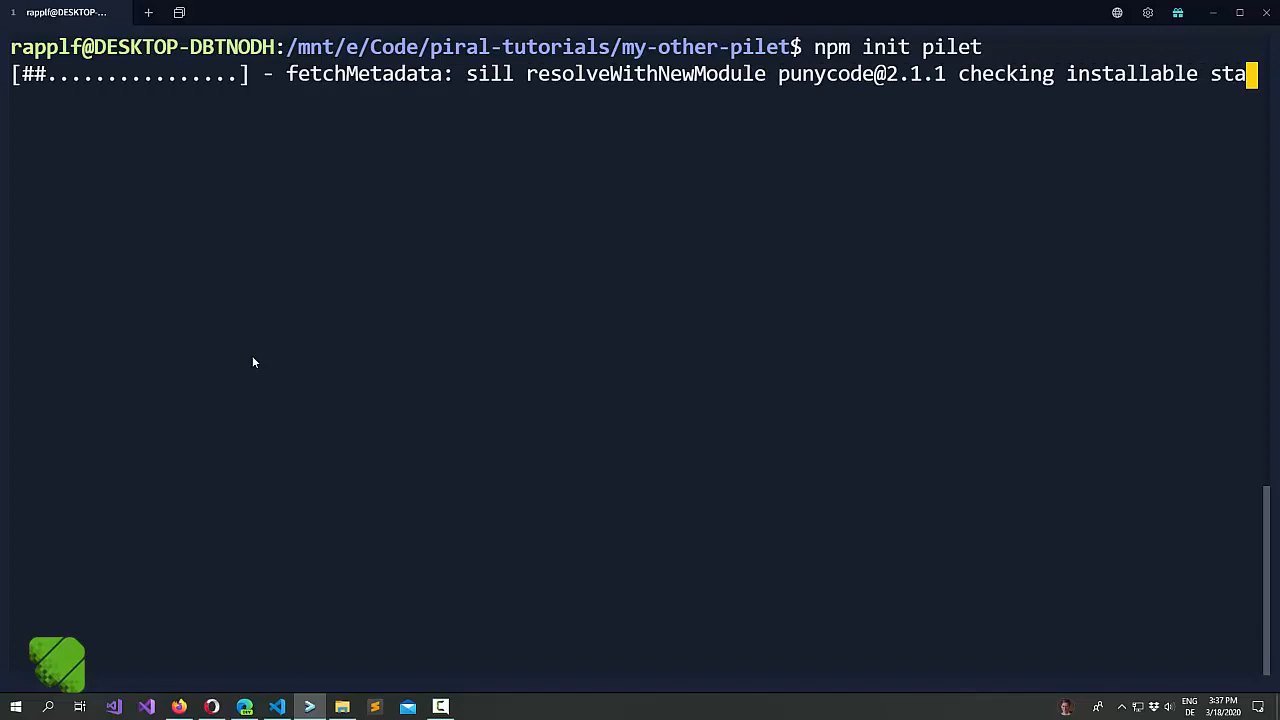 1 rapplf@DESKTOP-...
rapplf@DESKTOP-DBTNODH:/mnt/e/Code/piral-tutorials/my-other-pilet$ npm init pilet
[##................] - fetchMetadata: sill resolveWithNewModule punycode@2.1.1 checking installable sta
ENG 3:37 PM
DE 3/18/2020